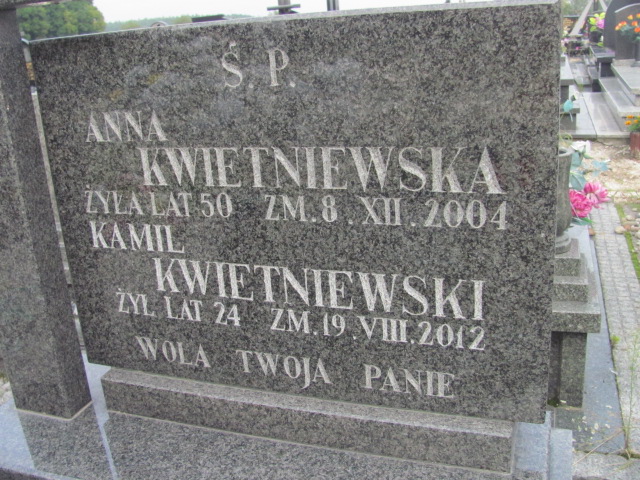 Ś. P.
ANNA
KWIETNIEWSKA
ŻYŁA LAT 50 ZM. 8. XII. 2004
KAMIL
KWIETNIEWSKI
ŻYŁ LAT 24 ZM. 19. VIII. 2012
WOLA TWOJA PANIE